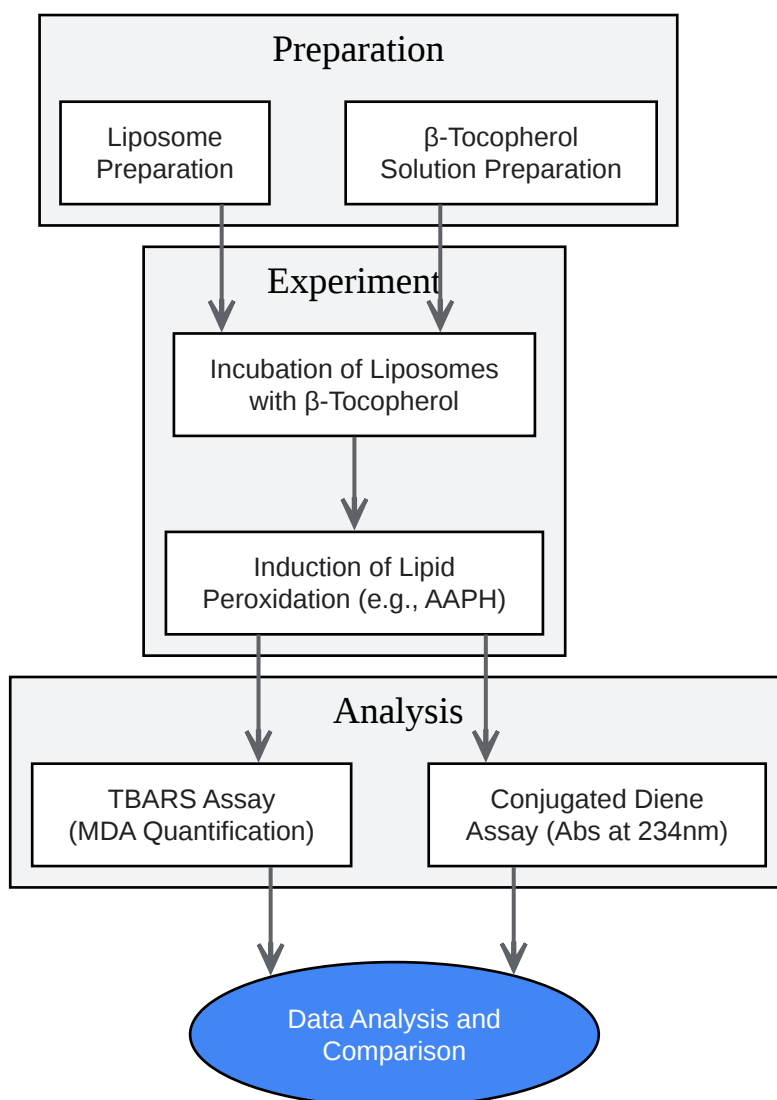 Preparation
Liposome
Preparation
β-Tocopherol
Solution Preparation
Experiment
Incubation of Liposomes
with β-Tocopherol
Induction of Lipid
Peroxidation (e.g., AAPH)
Analysis
TBARS Assay
(MDA Quantification)
Conjugated Diene
Assay (Abs at 234nm)
Data Analysis and
Comparison